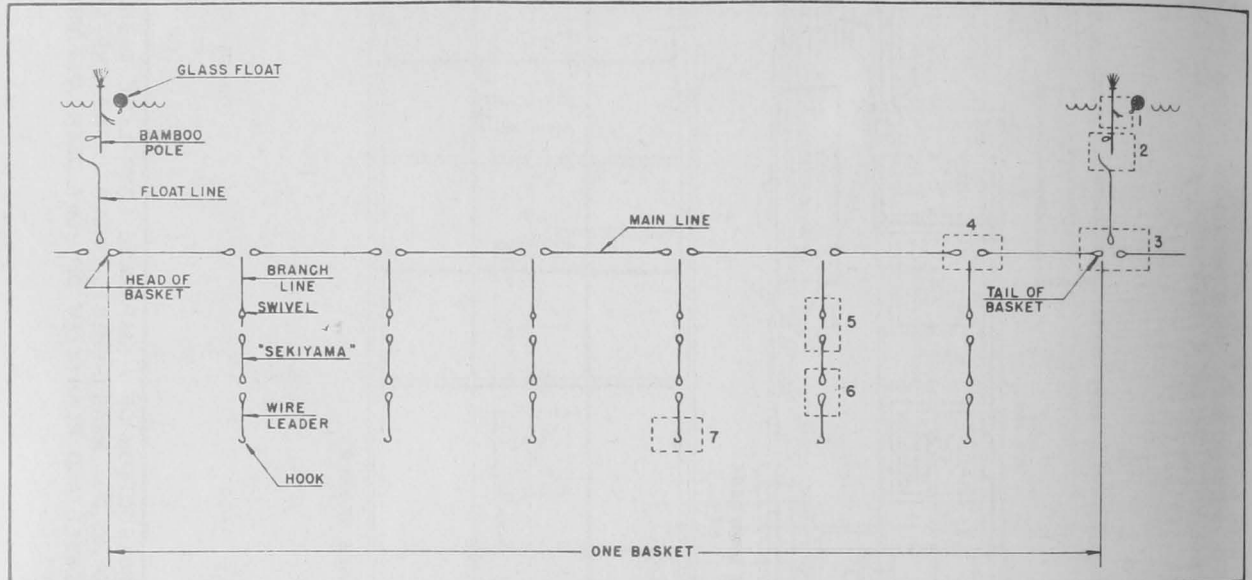 GLASS FLOAT
BAMBOO
POLE
1
2
FLOAT LINE
MAIN LINE
4
3
HEAD OF
BASKET
BRANCH
LINE
TAIL OF
BASKET
SWIVEL
5
"SEKIYAMA"
6
WIRE
LEADER
7
HOOK
ONE BASKET